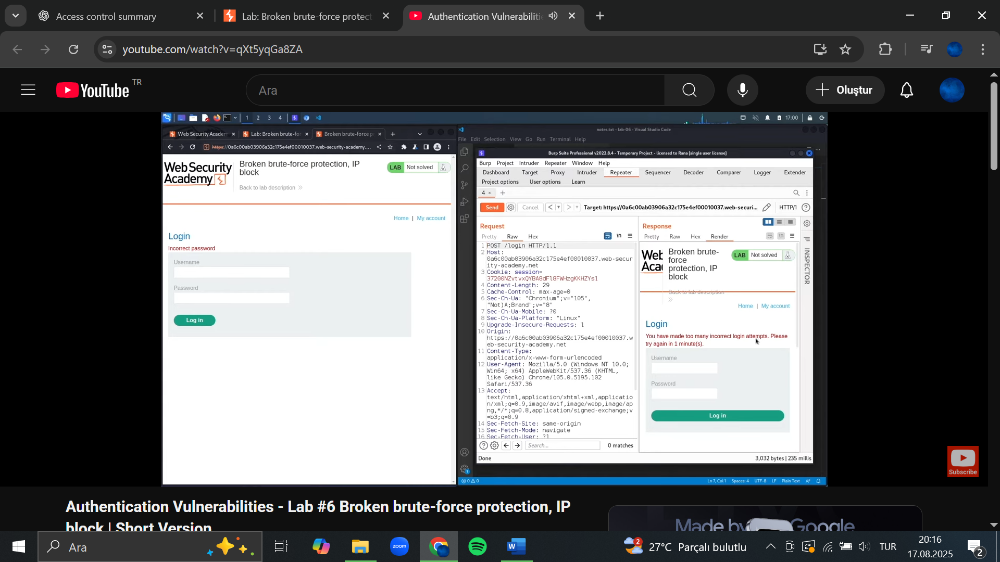 Access control summary
Lab: Broken brute-force protect
Authentication Vulnerabiliti
youtube.com/watch?v=qXt5yqGa8ZA
YouTube TR
Ara
Oluştur
1 2 3 4
17:00
Web Security Academ
Lab: Broken brute-for
Broken brute-force p
https://0a6c00ab03906a32c175e4ef00010037.web-security-academy....
WebSecurity
Academy
Broken brute-force protection, IP
block
Back to lab description
LAB Not solved
Home | My account
Login
Incorrect password
Username
Password
Log in
notes.txt - lab-06 - Visual Studio Code
File Edit Selection View Go Run Terminal Help
Burp Suite Professional v2022.8.4 - Temporary Project - licensed to Rana [single user license]
Burp Project Intruder Repeater Window Help
Dashboard Target Proxy Intruder Repeater Sequencer Decoder Comparer Logger Extender
Project options User options Learn
4 × +
Send Cancel Target: https://0a6c00ab03906a32c175e4ef00010037.web-securi... HTTP/1
Request
Pretty Raw Hex \n
1 POST /login HTTP/1.1
2 Host:
0a6c00ab03906a32c175e4ef00010037.web-secur
ity-academy.net
3 Cookie: session=
37200NZvtvxQYBA8dFl8FWHzgKKHZYs1
4 Content-Length: 29
5 Cache-Control: max-age=0
6 Sec-Ch-Ua: "Chromium";v="105",
"Not)A;Brand";v="8"
7 Sec-Ch-Ua-Mobile: ?0
8 Sec-Ch-Ua-Platform: "Linux"
9 Upgrade-Insecure-Requests: 1
10 Origin:
https://0a6c00ab03906a32c175e4ef00010037.w
eb-security-academy.net
11 Content-Type:
application/x-www-form-urlencoded
12 User-Agent: Mozilla/5.0 (Windows NT 10.0;
Win64; x64) AppleWebKit/537.36 (KHTML,
like Gecko) Chrome/105.0.5195.102
Safari/537.36
13 Accept:
text/html,application/xhtml+xml,applicatio
n/xml;q=0.9,image/avif,image/webp,image/ap
ng,*/*;q=0.8,application/signed-exchange;v
=b3;q=0.9
14 Sec-Fetch-Site: same-origin
15 Sec-Fetch-Mode: navigate
16 Sec-Fetch-User: ?1
Search...
0 matches
Response
Pretty Raw Hex Render \n
Broken brute-
force
protection, IP
block
Back to lab description
LAB Not solved
Home | My account
Login
You have made too many incorrect login attempts. Please
try again in 1 minute(s).
Username
Password
Log in
INSPECTOR
Done
3,032 bytes | 235 millis
0 0
Ln 7, Col 1 Spaces: 4 UTF-8 LF Plain Text
Subscribe
Authentication Vulnerabilities - Lab #6 Broken brute-force protection, IP
block | Short Version
Made by Google
Ara
zoom
2
27°C Parçalı bulutlu
TUR
20:16
17.08.2025
2